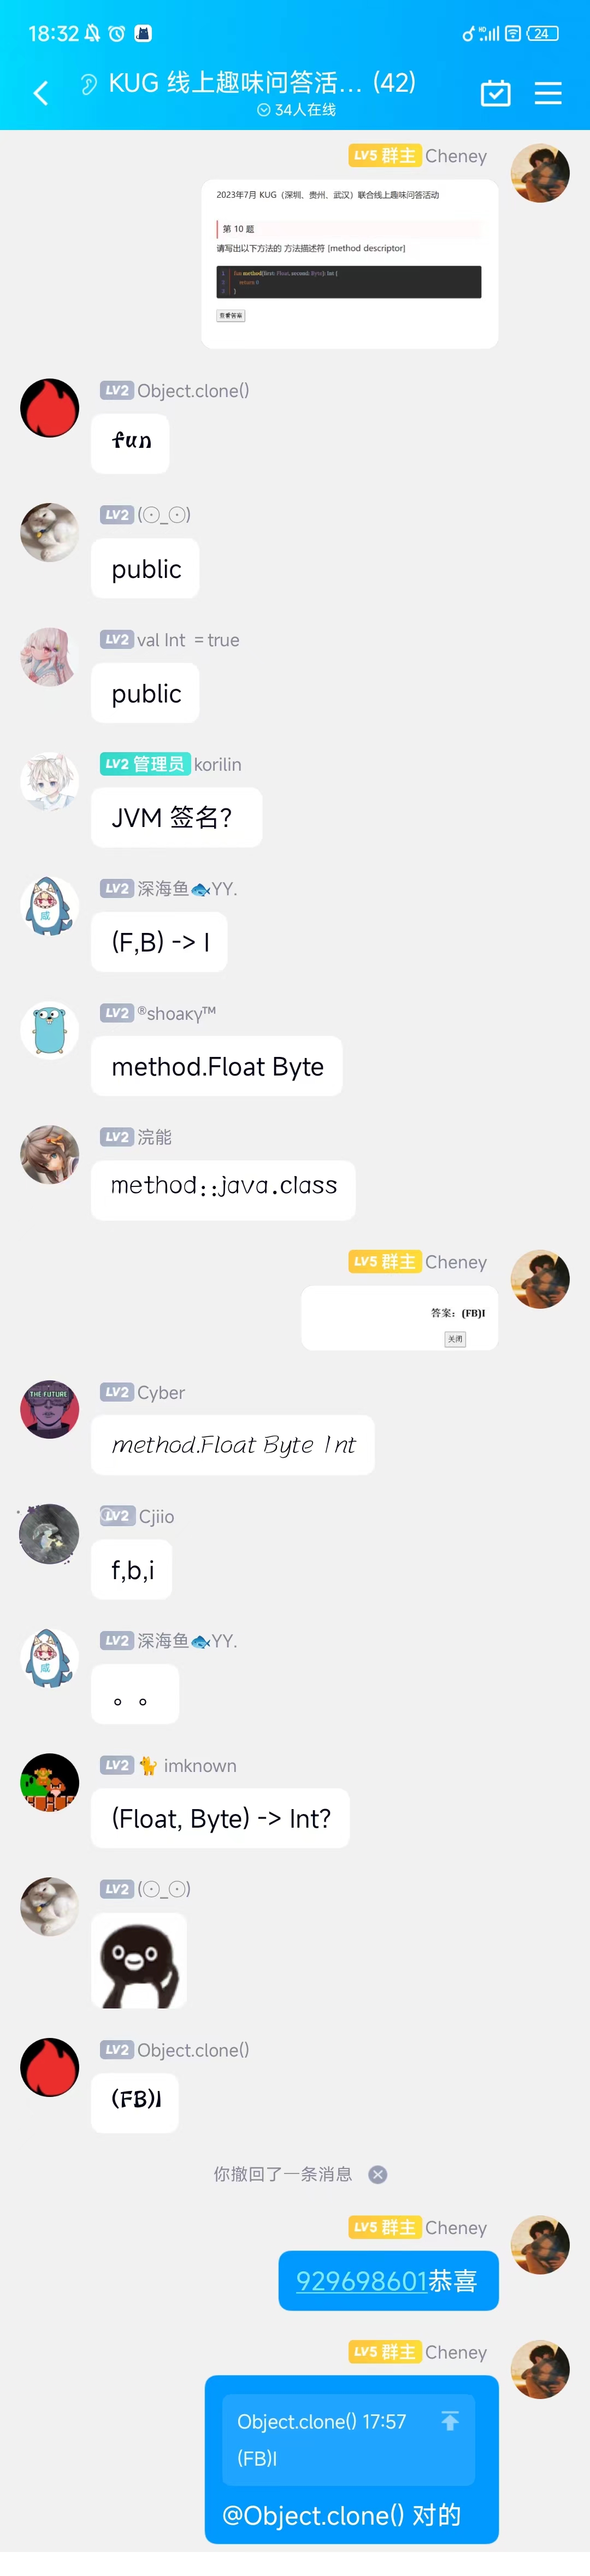 18:32
24
KUG 线上趣味问答活... (42)
34人在线
LV5 群主 Cheney
2023年7月 KUG（深圳、贵州、武汉）联合线上趣味问答活动
第 10 题
请写出以下方法的 方法描述符 [method descriptor]
1 fun method(first: Float, second: Byte): Int {
2 return 0
3 }
查看答案
LV2 Object.clone()
fun
LV2 (⊙_⊙)
public
LV2 val Int = true
public
LV2 管理员 korilin
JVM 签名?
LV2 深海鱼🐟YY.
(F,B) -> I
LV2 ®shoaκγ™
method.Float Byte
LV2 浣能
method::java.class
LV5 群主 Cheney
答案：(FB)I
关闭
LV2 Cyber
method.Float Byte Int
LV2 Cjiio
f,b,i
LV2 深海鱼🐟YY.
。。
LV2 🐈 imknown
(Float, Byte) -> Int?
LV2 (⊙_⊙)
LV2 Object.clone()
(FB)I
你撤回了一条消息
LV5 群主 Cheney
929698601恭喜
LV5 群主 Cheney
Object.clone() 17:57
(FB)I
@Object.clone() 对的